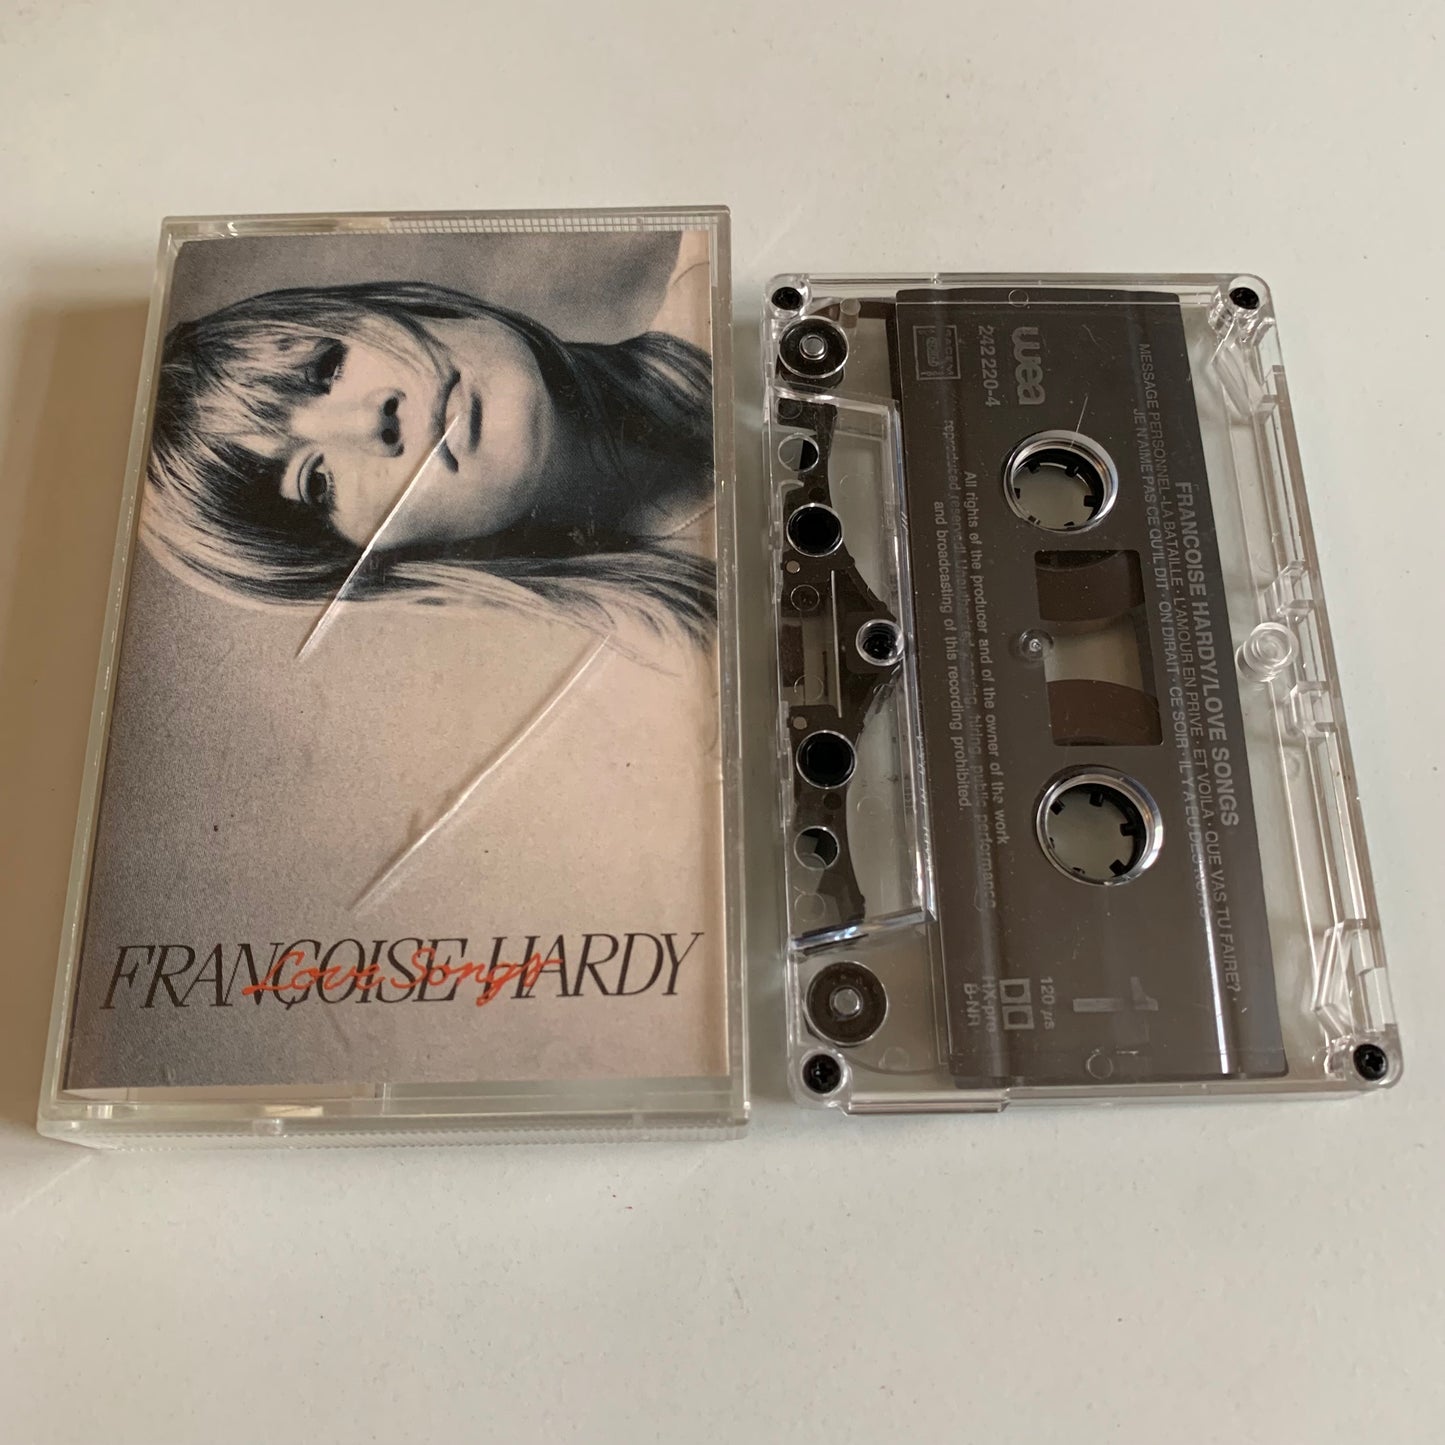 FRANÇOISE HARDY
Love Songs
FRANCOISE HARDY/LOVE SONGS
MESSAGE PERSONNEL · LA BATAILLE · L'AMOUR EN PRIVE · ET VOILA · QUE VAS TU FAIRE? ·
JE N'AIME PAS CE QU'IL DIT · ON DIRAIT · CE SOIR · IL Y A EU DES
wea
242 220-4
1
120 µs
HX pro
B-NR
All rights of the producer and of the owner of the work
reproduced reserved! Unauthorized copying, hiring, public performance
and broadcasting of this recording prohibited.